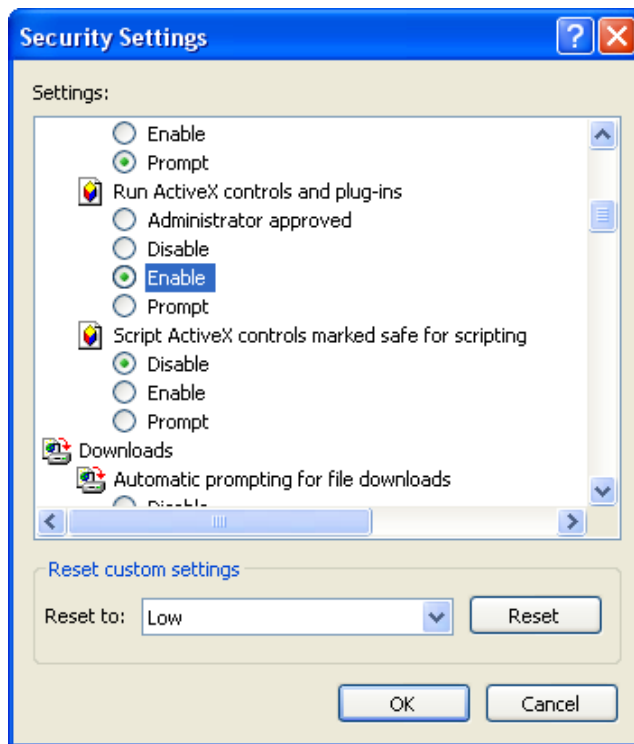 Security Settings
Settings:
Enable
Prompt
Run ActiveX controls and plug-ins
Administrator approved
Disable
Enable
Prompt
Script ActiveX controls marked safe for scripting
Disable
Enable
Prompt
Downloads
Automatic prompting for file downloads
Disable
Reset custom settings
Reset to:
Low
Reset
OK
Cancel